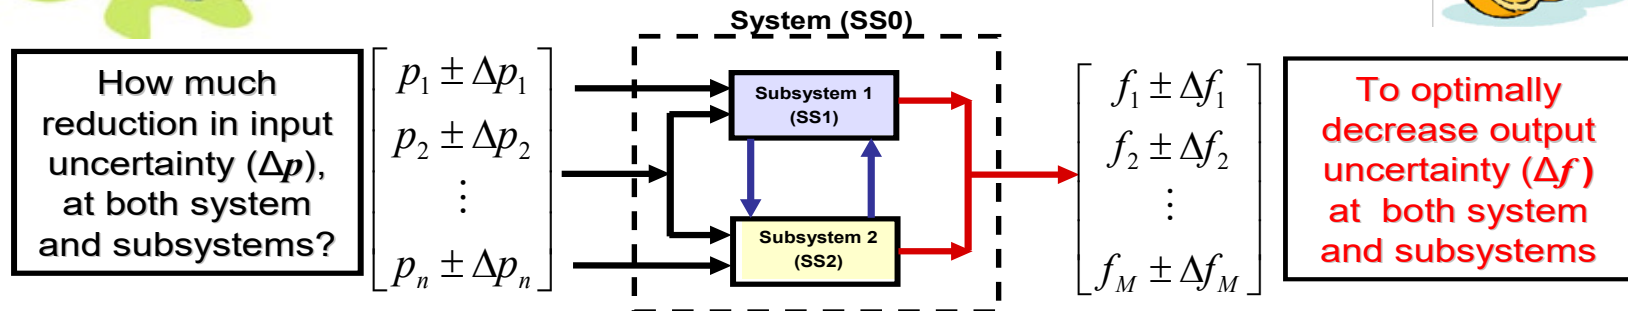 System (SS0)
How much
reduction in input
uncertainty (Δp),
at both system
and subsystems?
p₁ ± Δp₁
p₂ ± Δp₂
⋮
pₙ ± Δpₙ
Subsystem 1
(SS1)
Subsystem 2
(SS2)
f₁ ± Δf₁
f₂ ± Δf₂
⋮
f_M ± Δf_M
To optimally
decrease output
uncertainty (Δf )
at both system
and subsystems